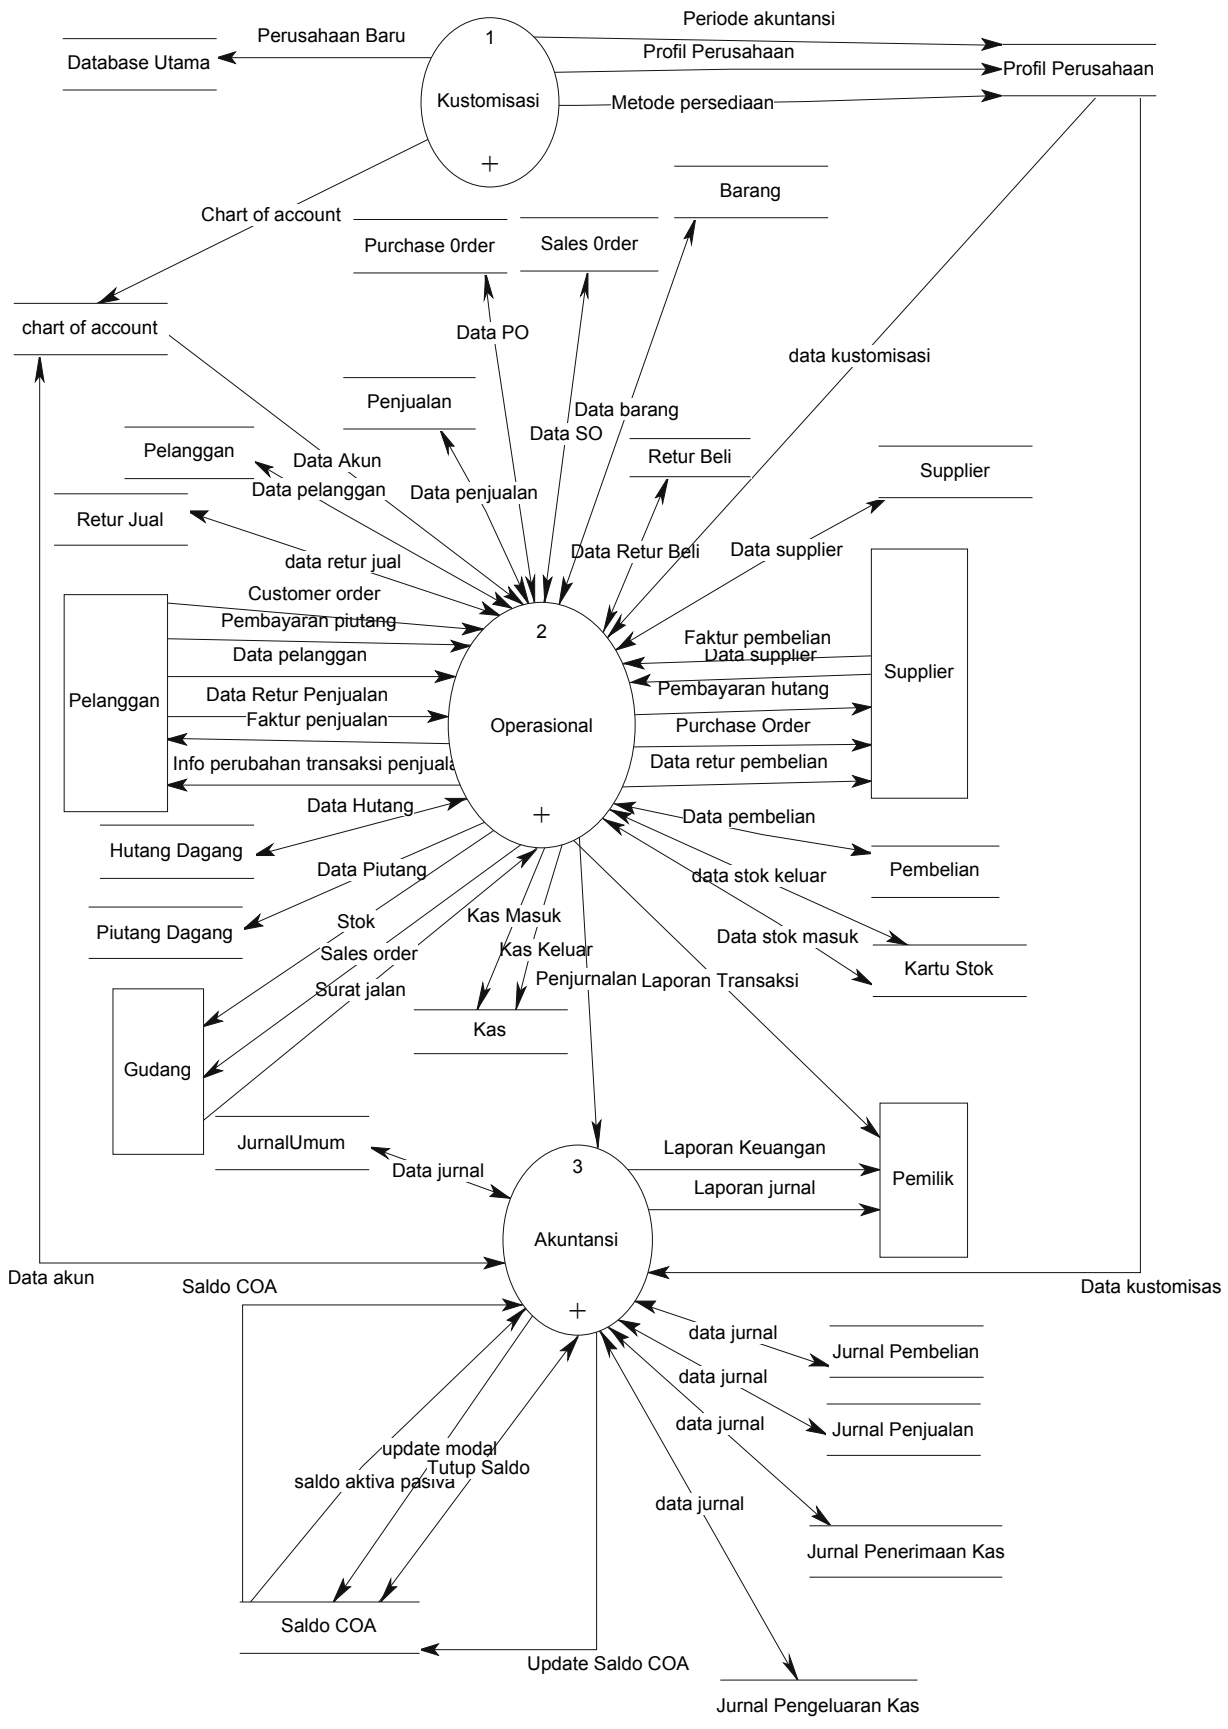 Periode akuntansi
Perusahaan Baru
1
Profil Perusahaan
Database Utama
Profil Perusahaan
Kustomisasi
Metode persediaan
+
Barang
Chart of account
Purchase 0rder
Sales 0rder
chart of account
Data PO
data kustomisasi
Penjualan
Data barang
Data SO
Pelanggan
Data Akun
Retur Beli
Supplier
Data pelanggan
Data penjualan
Retur Jual
data retur jual
Data Retur Beli
Data supplier
Customer order
Pembayaran piutang
2
Faktur pembelian
Data pelanggan
Data supplier
Pelanggan
Data Retur Penjualan
Pembayaran hutang
Supplier
Faktur penjualan
Operasional
Purchase Order
Info perubahan transaksi penjuala
Data retur pembelian
Data Hutang
+
Data pembelian
Hutang Dagang
Data Piutang
data stok keluar
Pembelian
Piutang Dagang
Stok
Kas Masuk
Data stok masuk
Sales order
Kas Keluar
Kartu Stok
Surat jalan
Penjurnalan
Laporan Transaksi
Kas
Gudang
JurnalUmum
Data jurnal
3
Laporan Keuangan
Laporan jurnal
Pemilik
Akuntansi
Data akun
Saldo COA
Data kustomisas
+
data jurnal
Jurnal Pembelian
data jurnal
data jurnal
Jurnal Penjualan
update modal
Tutup Saldo
saldo aktiva pasiva
data jurnal
Jurnal Penerimaan Kas
Saldo COA
Update Saldo COA
Jurnal Pengeluaran Kas